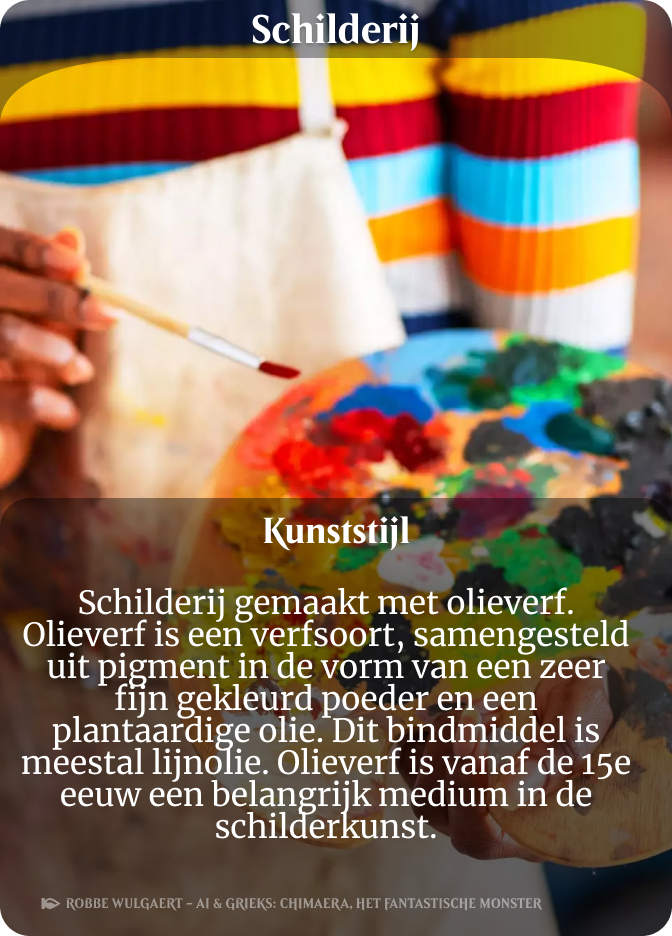 Schilderij
Kunststijl
Schilderij gemaakt met olieverf.
Olieverf is een verfsoort, samengesteld
uit pigment in de vorm van een zeer
fijn gekleurd poeder en een
plantaardige olie. Dit bindmiddel is
meestal lijnolie. Olieverf is vanaf de 15e
eeuw een belangrijk medium in de
schilderkunst.
ROBBE WULGAERT – AI & GRIEKS: CHIMAERA, HET FANTASTISCHE MONSTER